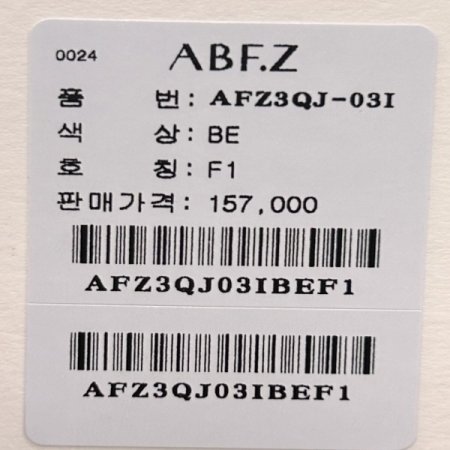 0024 ABF.Z
품 번: AFZ3QJ-03I
색 상: BE
호 칭: F1
판매가격: 157,000
AFZ3QJ03IBEF1
AFZ3QJ03IBEF1